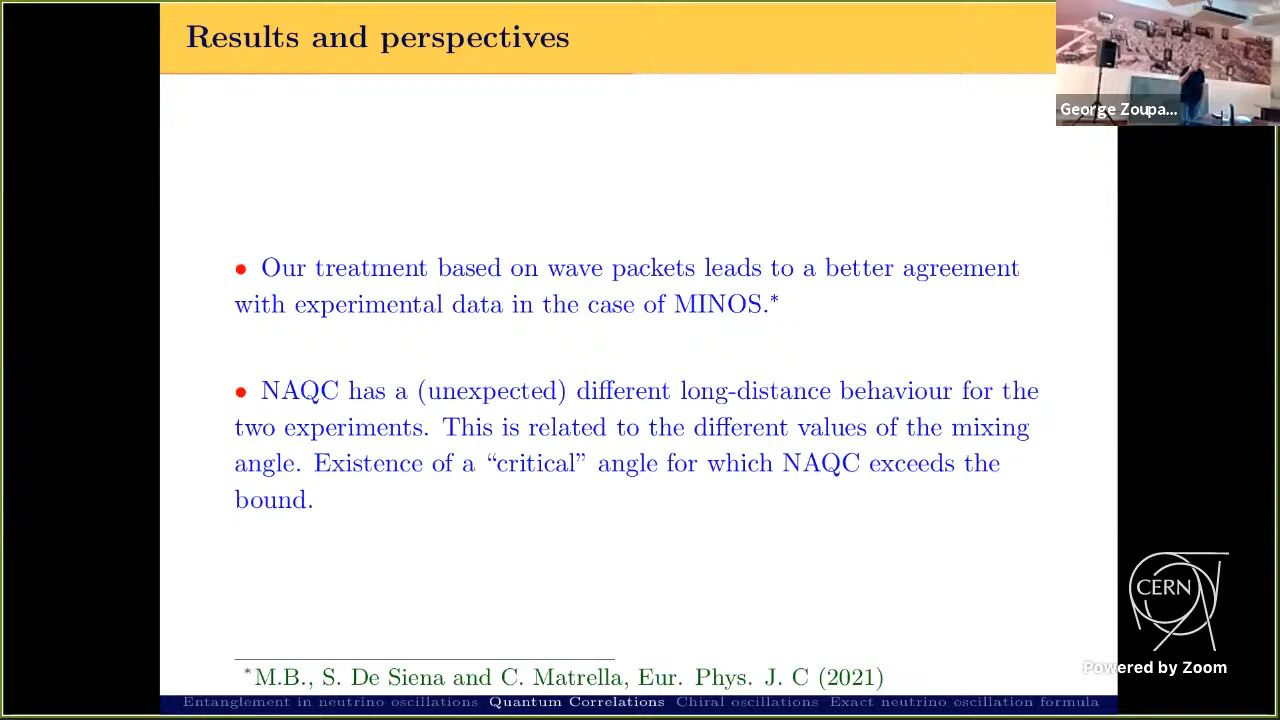 Results and perspectives
George Zoupa...
• Our treatment based on wave packets leads to a better agreement
with experimental data in the case of MINOS.*
• NAQC has a (unexpected) different long-distance behaviour for the
two experiments. This is related to the different values of the mixing
angle. Existence of a “critical” angle for which NAQC exceeds the
bound.
CERN
Powered by Zoom
*M.B., S. De Siena and C. Matrella, Eur. Phys. J. C (2021)
Entanglement in neutrino oscillations Quantum Correlations Chiral oscillations Exact neutrino oscillation formula